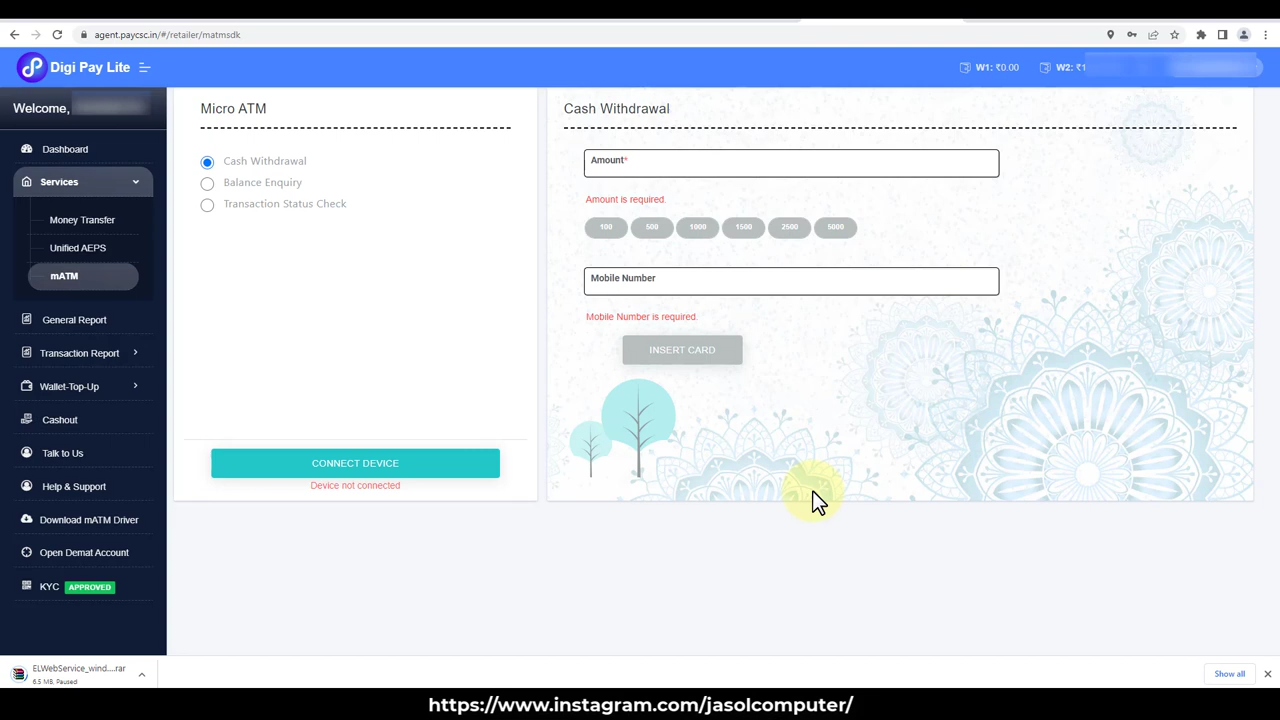 agent.paycsc.in/#/retailer/matmsdk
Digi Pay Lite
W1: ₹0.00
W2: ₹1
Welcome,
Dashboard
Services
Money Transfer
Unified AEPS
mATM
General Report
Transaction Report
Wallet-Top-Up
Cashout
Talk to Us
Help & Support
Download mATM Driver
Open Demat Account
KYC APPROVED
Micro ATM
Cash Withdrawal
Balance Enquiry
Transaction Status Check
CONNECT DEVICE
Device not connected
Cash Withdrawal
Amount*
Amount is required.
100 500 1000 1500 2500 5000
Mobile Number
Mobile Number is required.
INSERT CARD
ELWebService_wind....rar
6.5 MB, Paused
Show all
https://www.instagram.com/jasolcomputer/